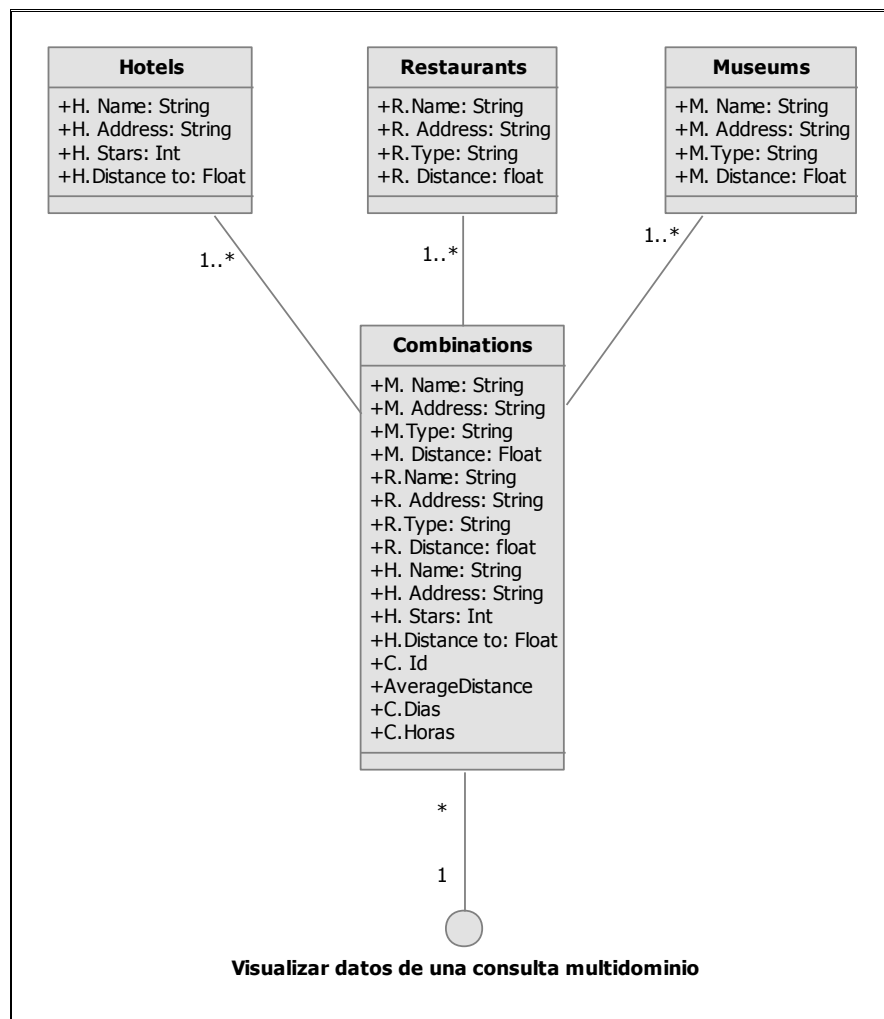 Hotels
+H. Name: String
+H. Address: String
+H. Stars: Int
+H.Distance to: Float
Restaurants
+R.Name: String
+R. Address: String
+R.Type: String
+R. Distance: float
Museums
+M. Name: String
+M. Address: String
+M.Type: String
+M. Distance: Float
1..*
1..*
1..*
Combinations
+M. Name: String
+M. Address: String
+M.Type: String
+M. Distance: Float
+R.Name: String
+R. Address: String
+R.Type: String
+R. Distance: float
+H. Name: String
+H. Address: String
+H. Stars: Int
+H.Distance to: Float
+C. Id
+AverageDistance
+C.Dias
+C.Horas
*
1
Visualizar datos de una consulta multidominio